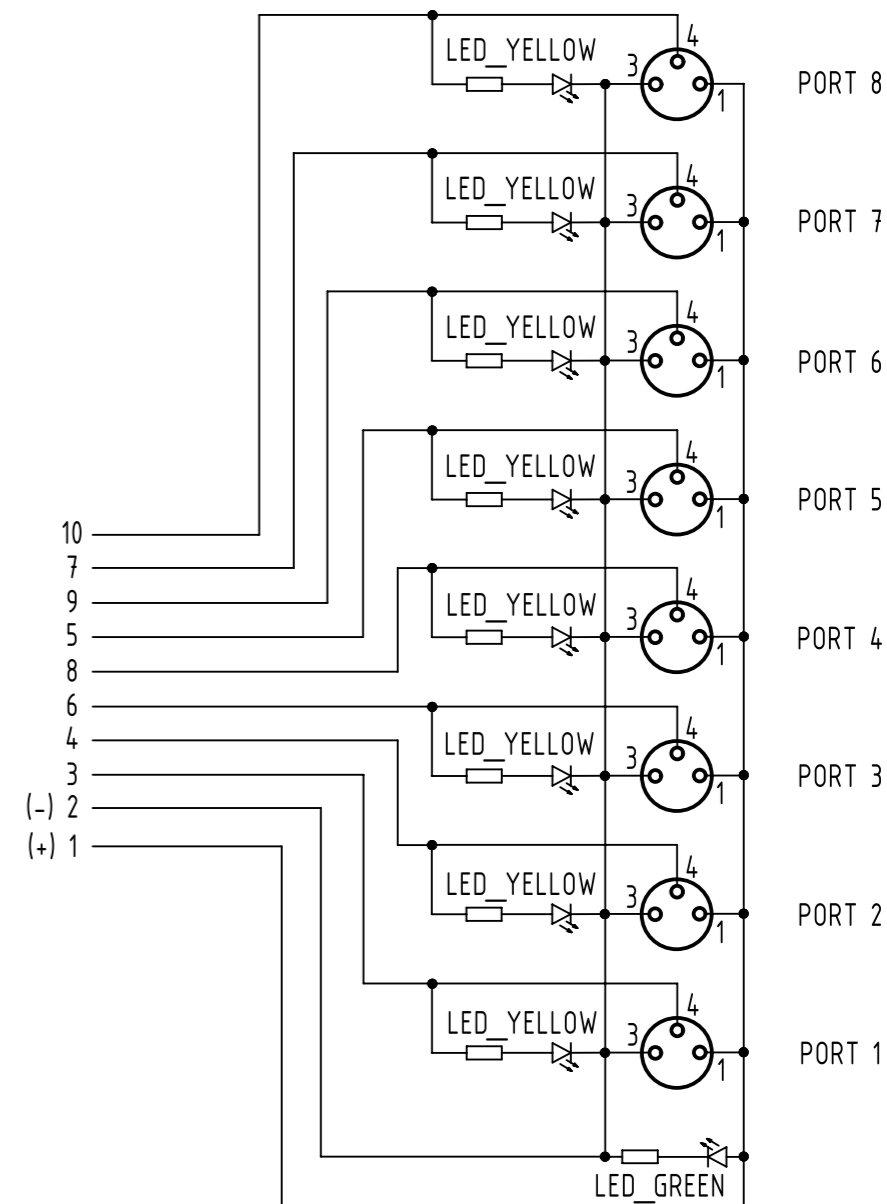 4
LED_YELLOW
3
1
PORT 8
4
LED_YELLOW
3
1
PORT 7
4
LED_YELLOW
3
1
PORT 6
4
LED_YELLOW
3
1
PORT 5
10
7
9
5
8
4
LED_YELLOW
3
1
PORT 4
6
4
3
(-) 2
(+) 1
4
LED_YELLOW
3
1
PORT 3
4
LED_YELLOW
3
1
PORT 2
4
LED_YELLOW
3
1
PORT 1
LED_GREEN